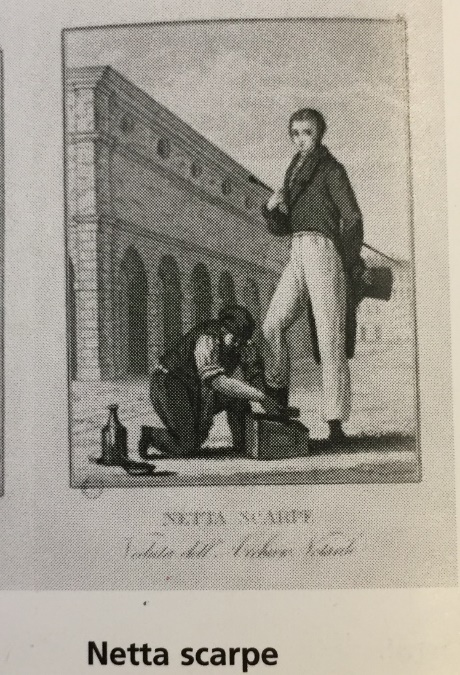 NETTA SCARPE
Veduta dell' Archivio Notarile
Netta scarpe